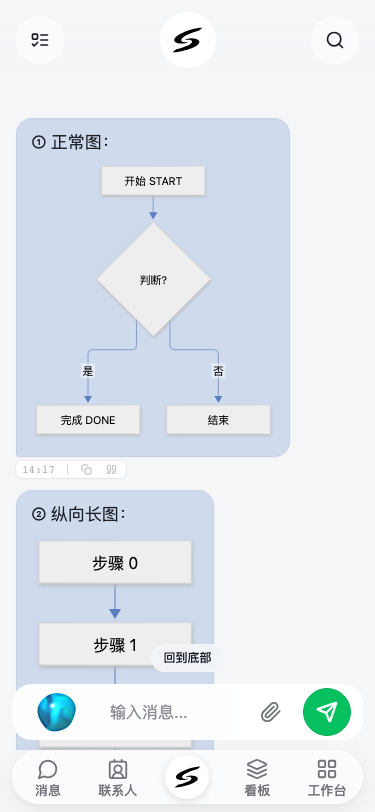 ① 正常图：
开始 START
判断?
是
否
完成 DONE
结束
14:17
② 纵向长图：
步骤 0
步骤 1
回到底部
输入消息...
消息
联系人
看板
工作台